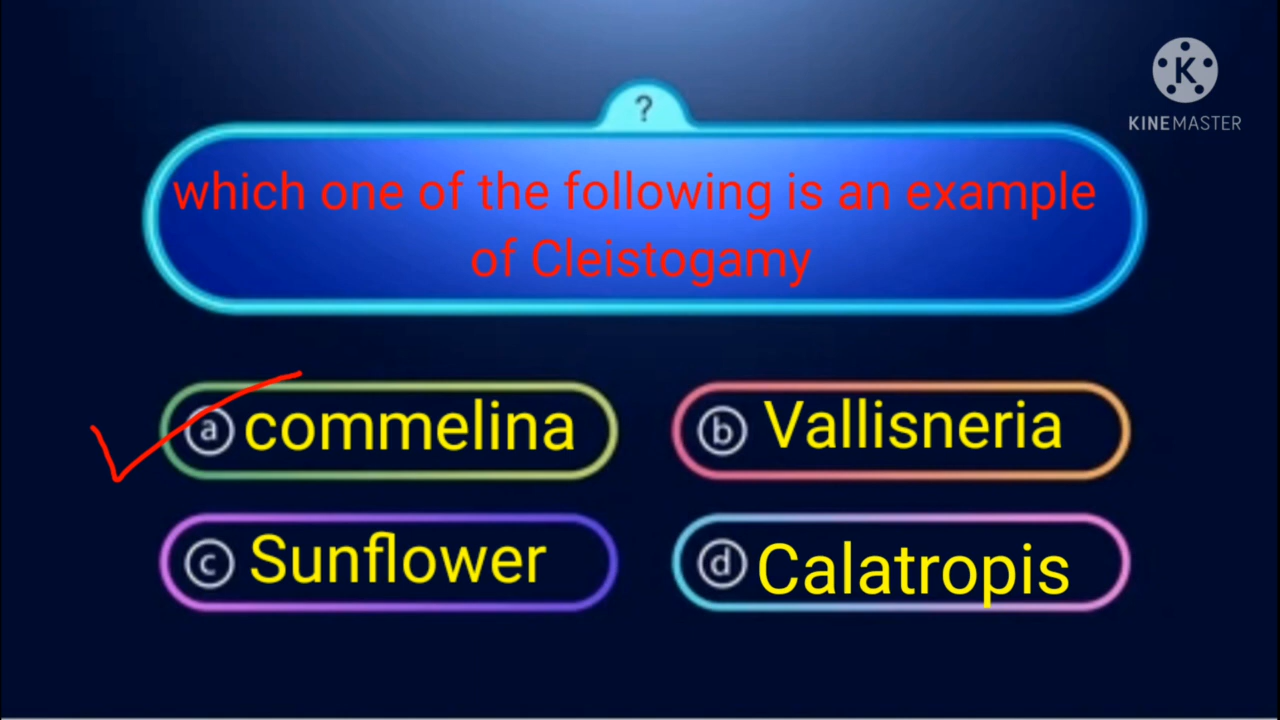 KINEMASTER
?
which one of the following is an example
of Cleistogamy
a commelina
b Vallisneria
c Sunflower
d Calatropis